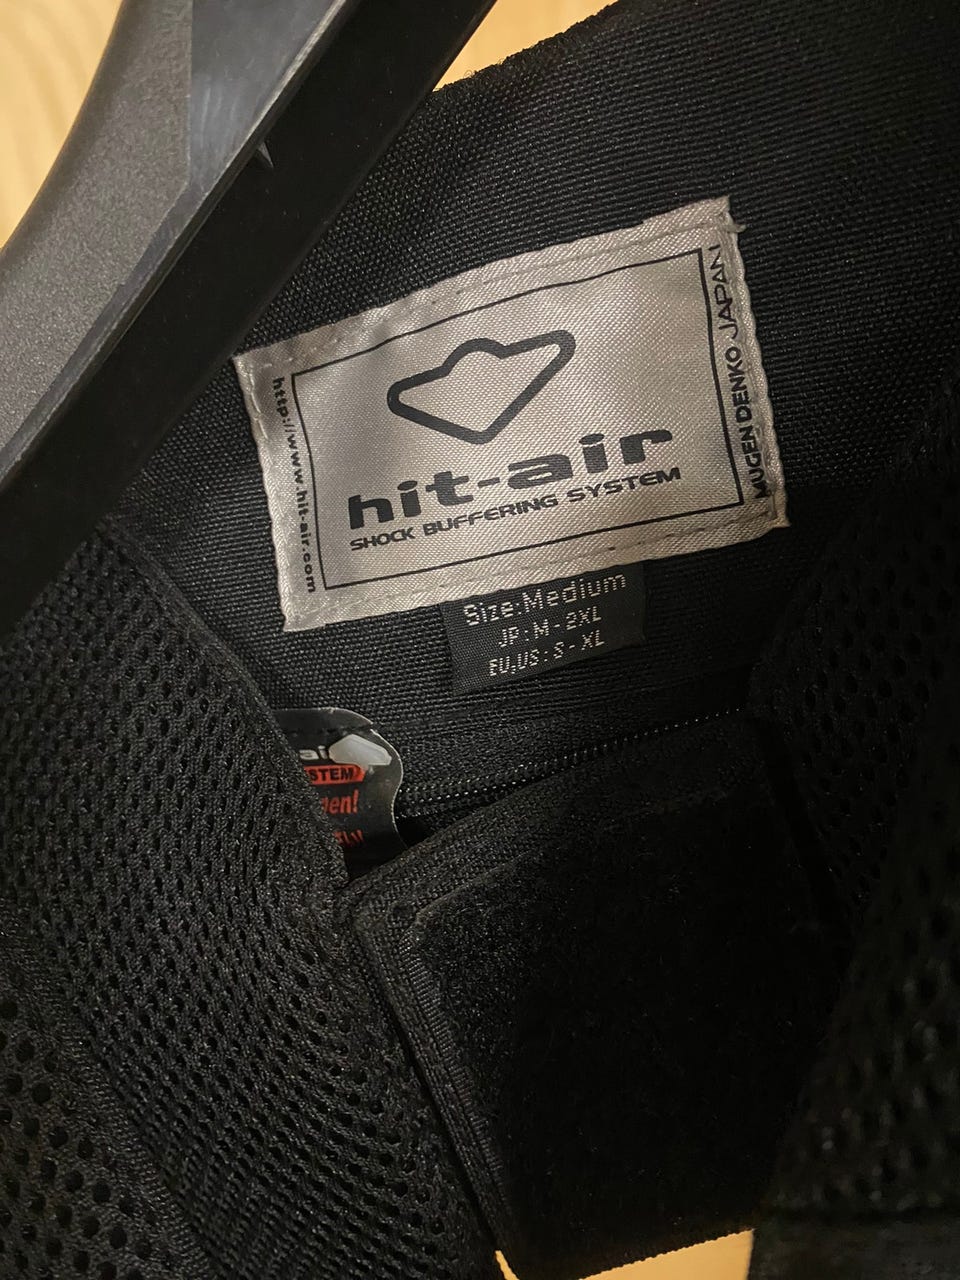 http://www.hit-air.com
hit-air
SHOCK BUFFERING SYSTEM
MUGEN DENKO JAPAN
Size:Medium
JP:M-2XL
EU,US:S-XL